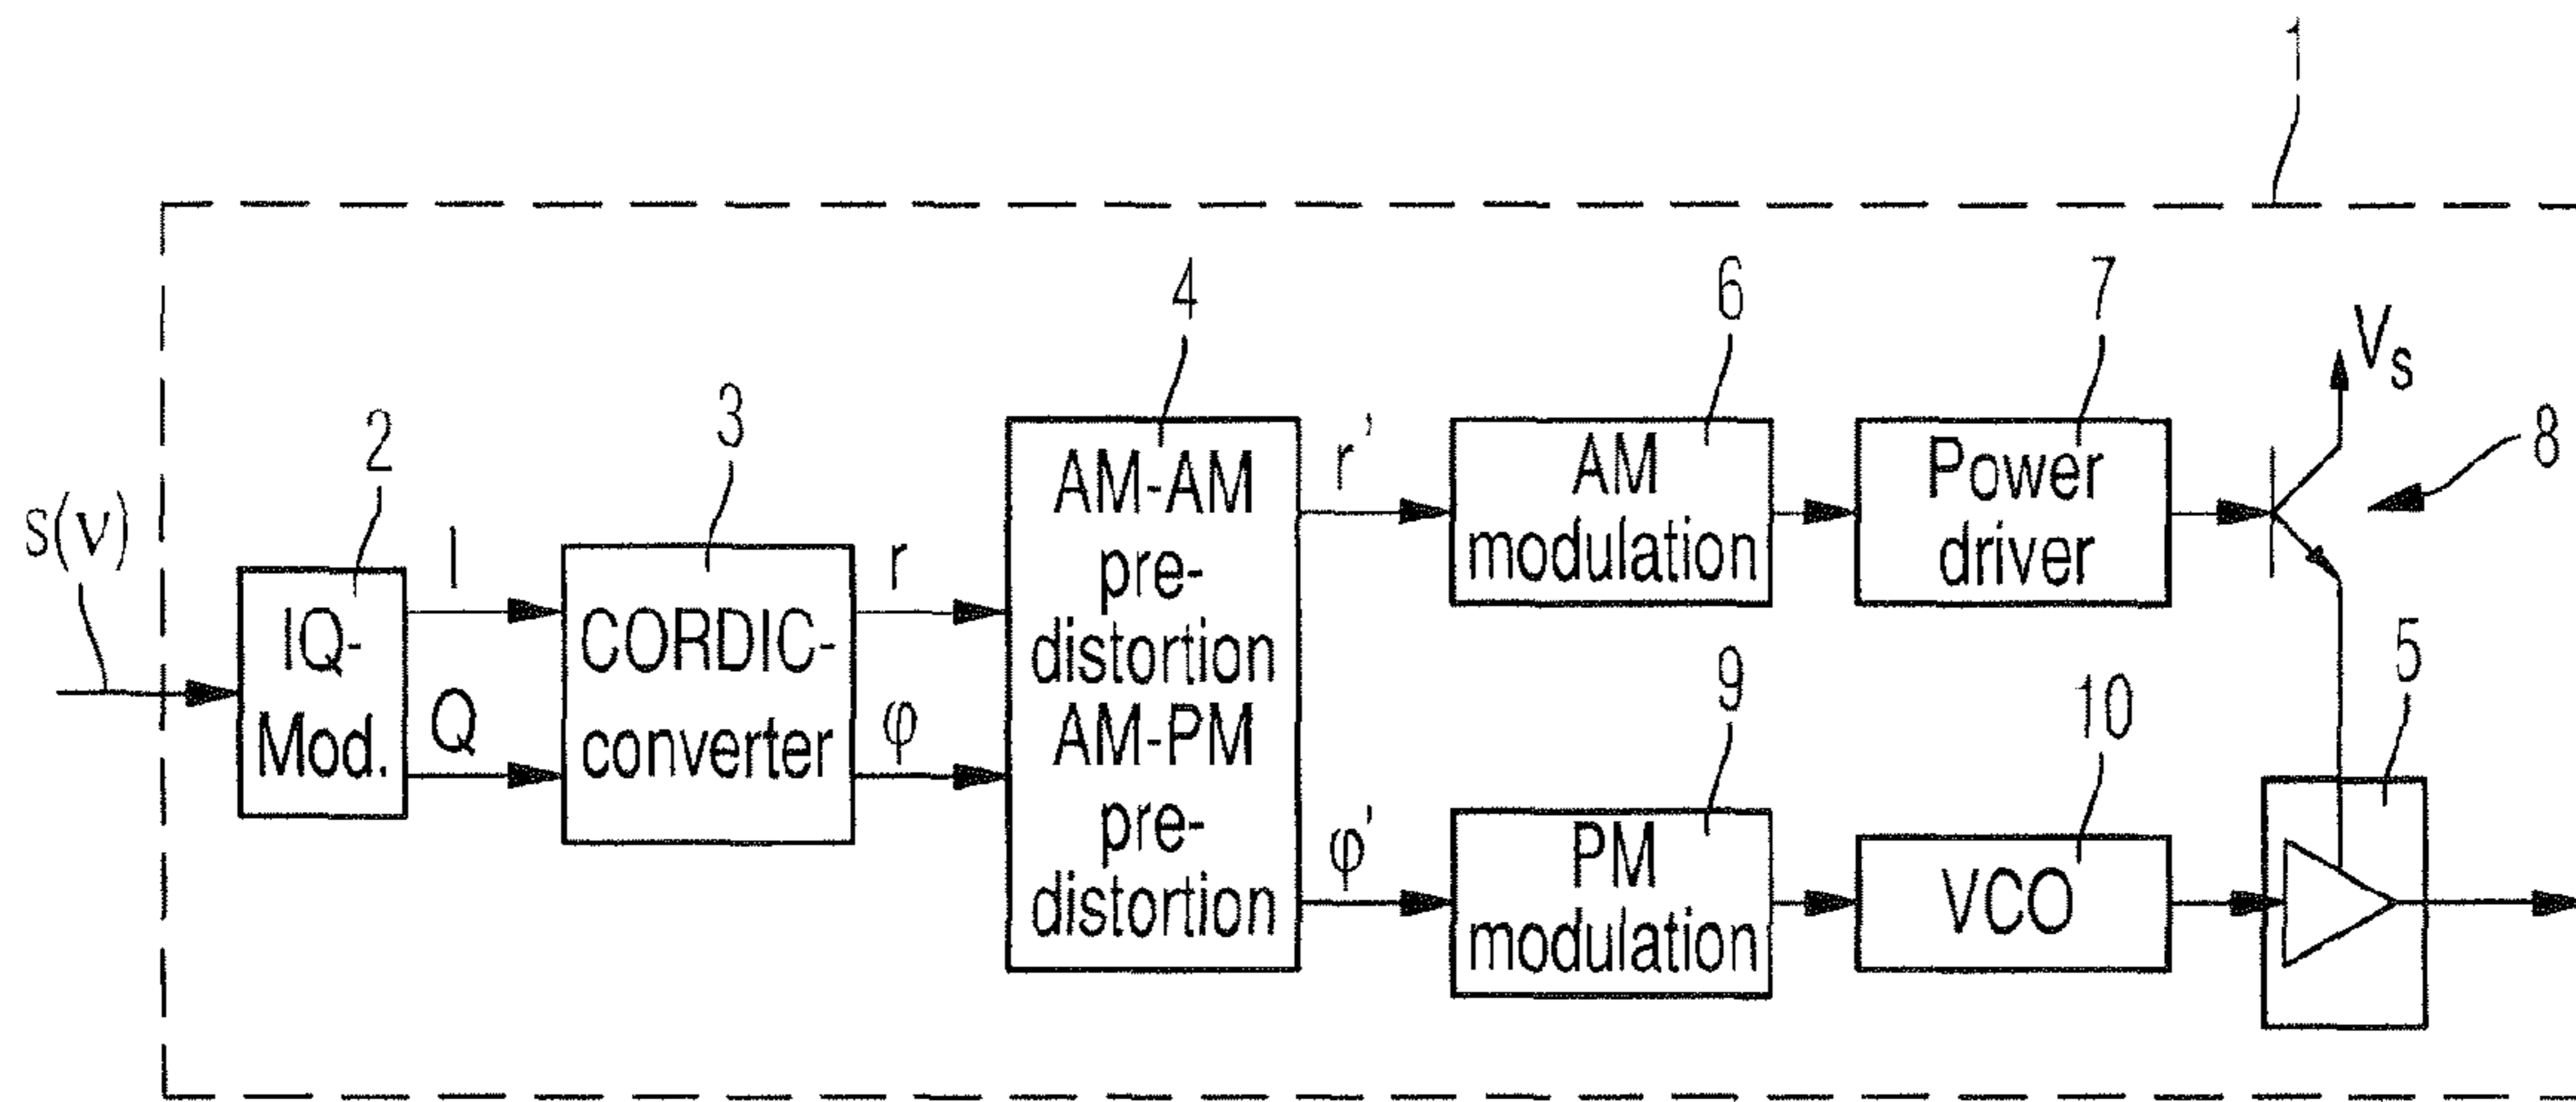 1
s(ν)
2
IQ-
Mod.
I
Q
3
CORDIC-
converter
r
φ
4
AM-AM
pre-
distortion
AM-PM
pre-
distortion
r'
φ'
6
AM
modulation
7
Power
driver
Vs
8
9
PM
modulation
10
VCO
5